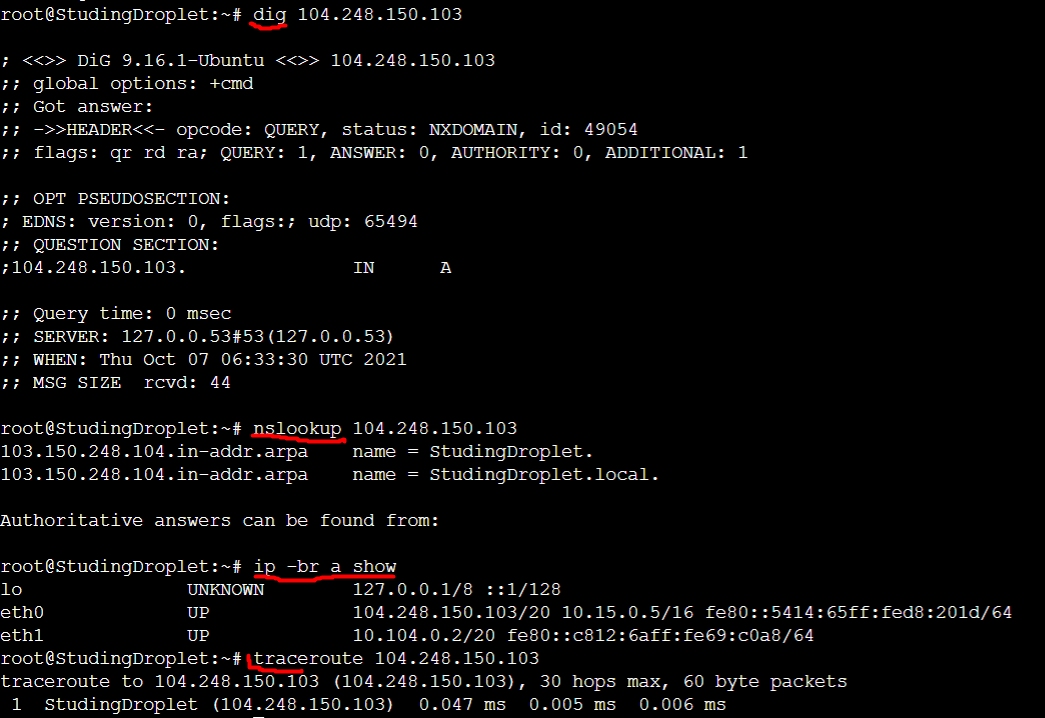 root@StudingDroplet:~# dig 104.248.150.103
; <<>> DiG 9.16.1-Ubuntu <<>> 104.248.150.103
;; global options: +cmd
;; Got answer:
;; ->>HEADER<<- opcode: QUERY, status: NXDOMAIN, id: 49054
;; flags: qr rd ra; QUERY: 1, ANSWER: 0, AUTHORITY: 0, ADDITIONAL: 1
;; OPT PSEUDOSECTION:
; EDNS: version: 0, flags:; udp: 65494
;; QUESTION SECTION:
;104.248.150.103. IN A
;; Query time: 0 msec
;; SERVER: 127.0.0.53#53(127.0.0.53)
;; WHEN: Thu Oct 07 06:33:30 UTC 2021
;; MSG SIZE rcvd: 44
root@StudingDroplet:~# nslookup 104.248.150.103
103.150.248.104.in-addr.arpa name = StudingDroplet.
103.150.248.104.in-addr.arpa name = StudingDroplet.local.
Authoritative answers can be found from:
root@StudingDroplet:~# ip -br a show
lo UNKNOWN 127.0.0.1/8 ::1/128
eth0 UP 104.248.150.103/20 10.15.0.5/16 fe80::5414:65ff:fed8:201d/64
eth1 UP 10.104.0.2/20 fe80::c812:6aff:fe69:c0a8/64
root@StudingDroplet:~# traceroute 104.248.150.103
traceroute to 104.248.150.103 (104.248.150.103), 30 hops max, 60 byte packets
1 StudingDroplet (104.248.150.103) 0.047 ms 0.005 ms 0.006 ms